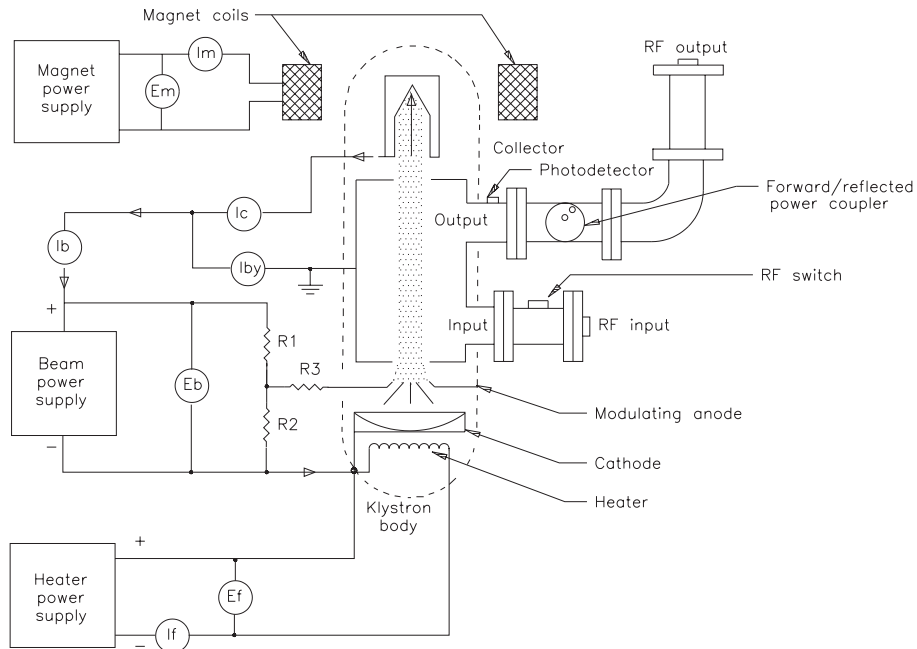 Magnet coils
RF output
Magnet
power
supply
Im
Em
Collector
Photodetector
Forward/reflected
power coupler
Output
Ic
Ib
Iby
RF switch
+
Input
RF input
R1
Beam
power
supply
Eb
R3
R2
Modulating anode
–
Cathode
Heater
Klystron
body
+
Heater
power
supply
Ef
If
–